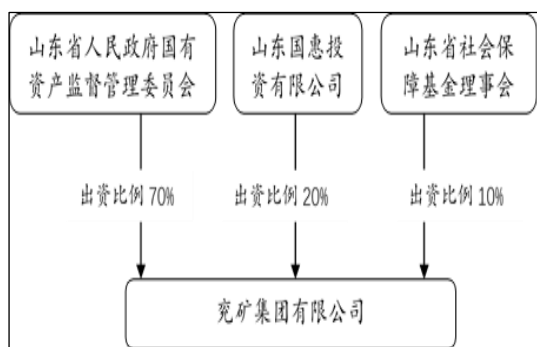 山东省人民政府国有
资产监督管理委员会
山东国惠投
资有限公司
山东省社会保
障基金理事会
出资比例 70%
出资比例 20%
出资比例 10%
兖矿集团有限公司